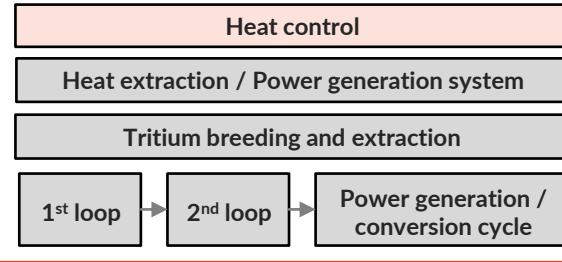 Heat control
Heat extraction / Power generation system
Tritium breeding and extraction
1st loop
2nd loop
Power generation /
conversion cycle